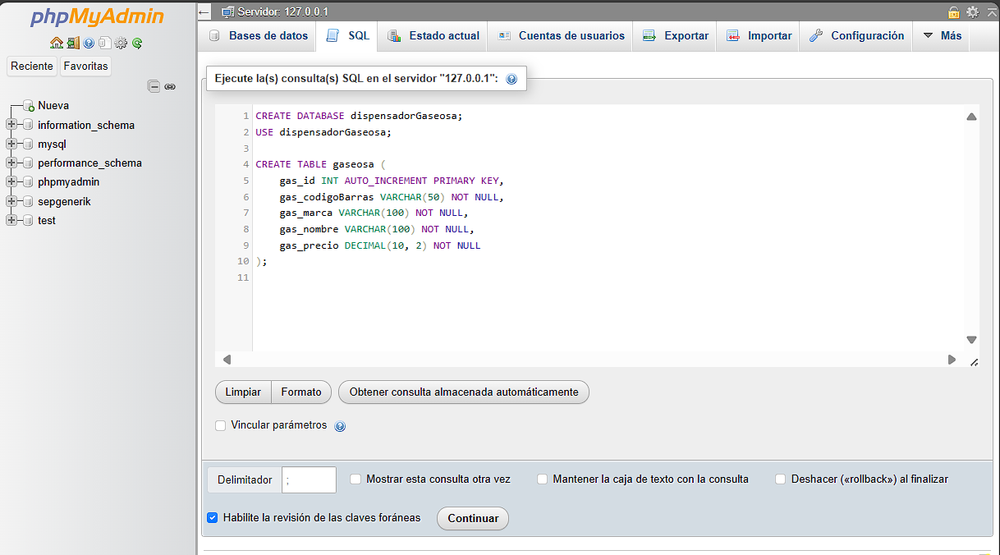 phpMyAdmin
Reciente Favoritas
Nueva
information_schema
mysql
performance_schema
phpmyadmin
sepgenerik
test
Servidor: 127.0.0.1
Bases de datos SQL Estado actual Cuentas de usuarios Exportar Importar Configuración Más
Ejecute la(s) consulta(s) SQL en el servidor "127.0.0.1":
1 CREATE DATABASE dispensadorGaseosa;
2 USE dispensadorGaseosa;
3
4 CREATE TABLE gaseosa (
5 gas_id INT AUTO_INCREMENT PRIMARY KEY,
6 gas_codigoBarras VARCHAR(50) NOT NULL,
7 gas_marca VARCHAR(100) NOT NULL,
8 gas_nombre VARCHAR(100) NOT NULL,
9 gas_precio DECIMAL(10, 2) NOT NULL
10 );
11
Limpiar Formato Obtener consulta almacenada automáticamente
Vincular parámetros
Delimitador ; Mostrar esta consulta otra vez Mantener la caja de texto con la consulta Deshacer («rollback») al finalizar
Habilite la revisión de las claves foráneas Continuar